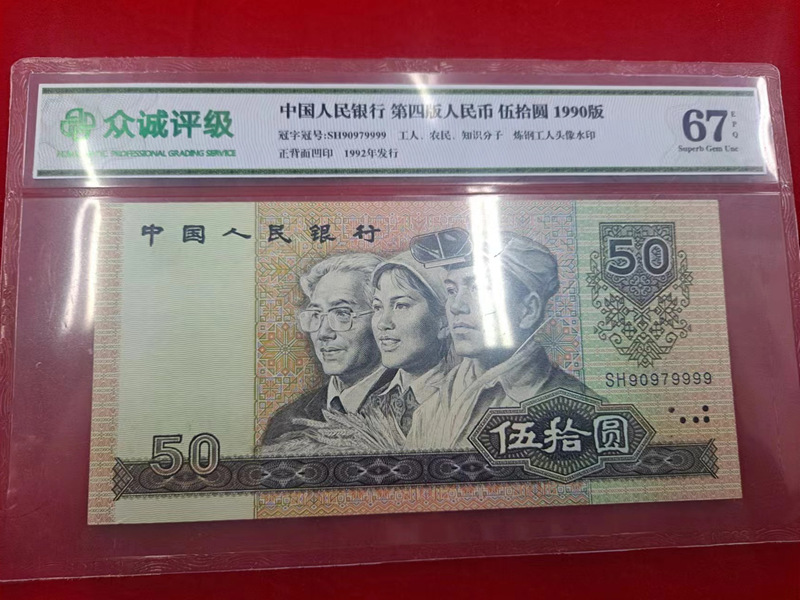 众诚评级
PROFESSIONAL GRADING SERVICE
中国人民银行 第四版人民币 伍拾圆 1990版
冠字冠号:SH90979999 工人、农民、知识分子 炼钢工人头像水印
正背面凹印 1992年发行
67 EPQ
Superb Gem Unc
中国人民银行
50
SH90979999
50
伍拾圆